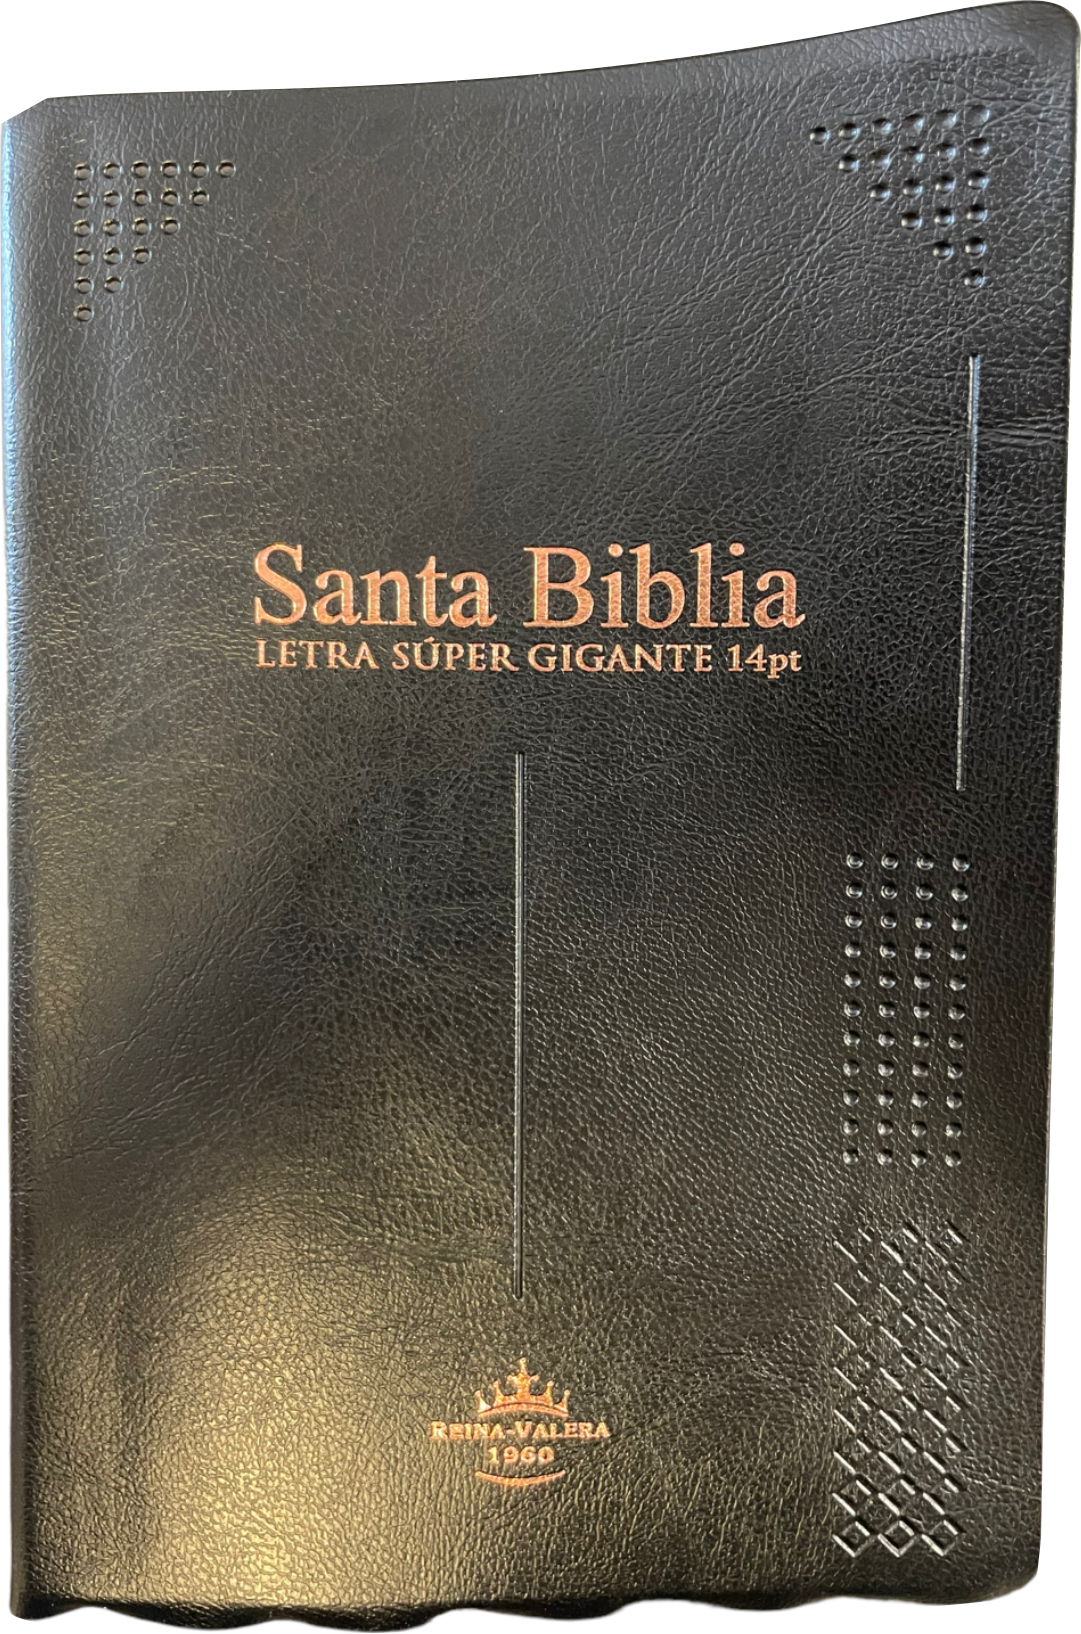 Santa Biblia
LETRA SÚPER GIGANTE 14pt
REINA-VALERA
1960